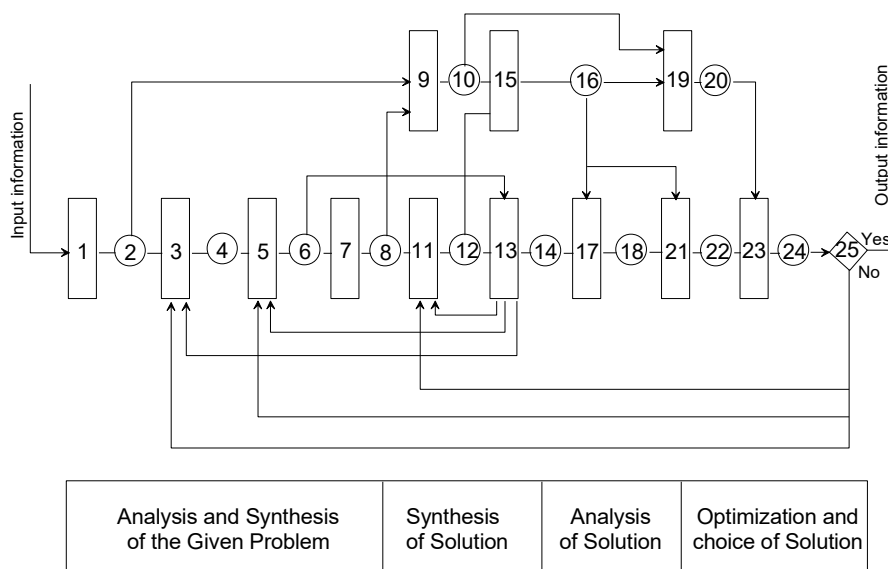 9
10
15
16
19
20
Input information
Output information
1
2
3
4
5
6
7
8
11
12
13
14
17
18
21
22
23
24
25
Yes
No
Analysis and Synthesis
of the Given Problem
Synthesis
of Solution
Analysis
of Solution
Optimization and
choice of Solution